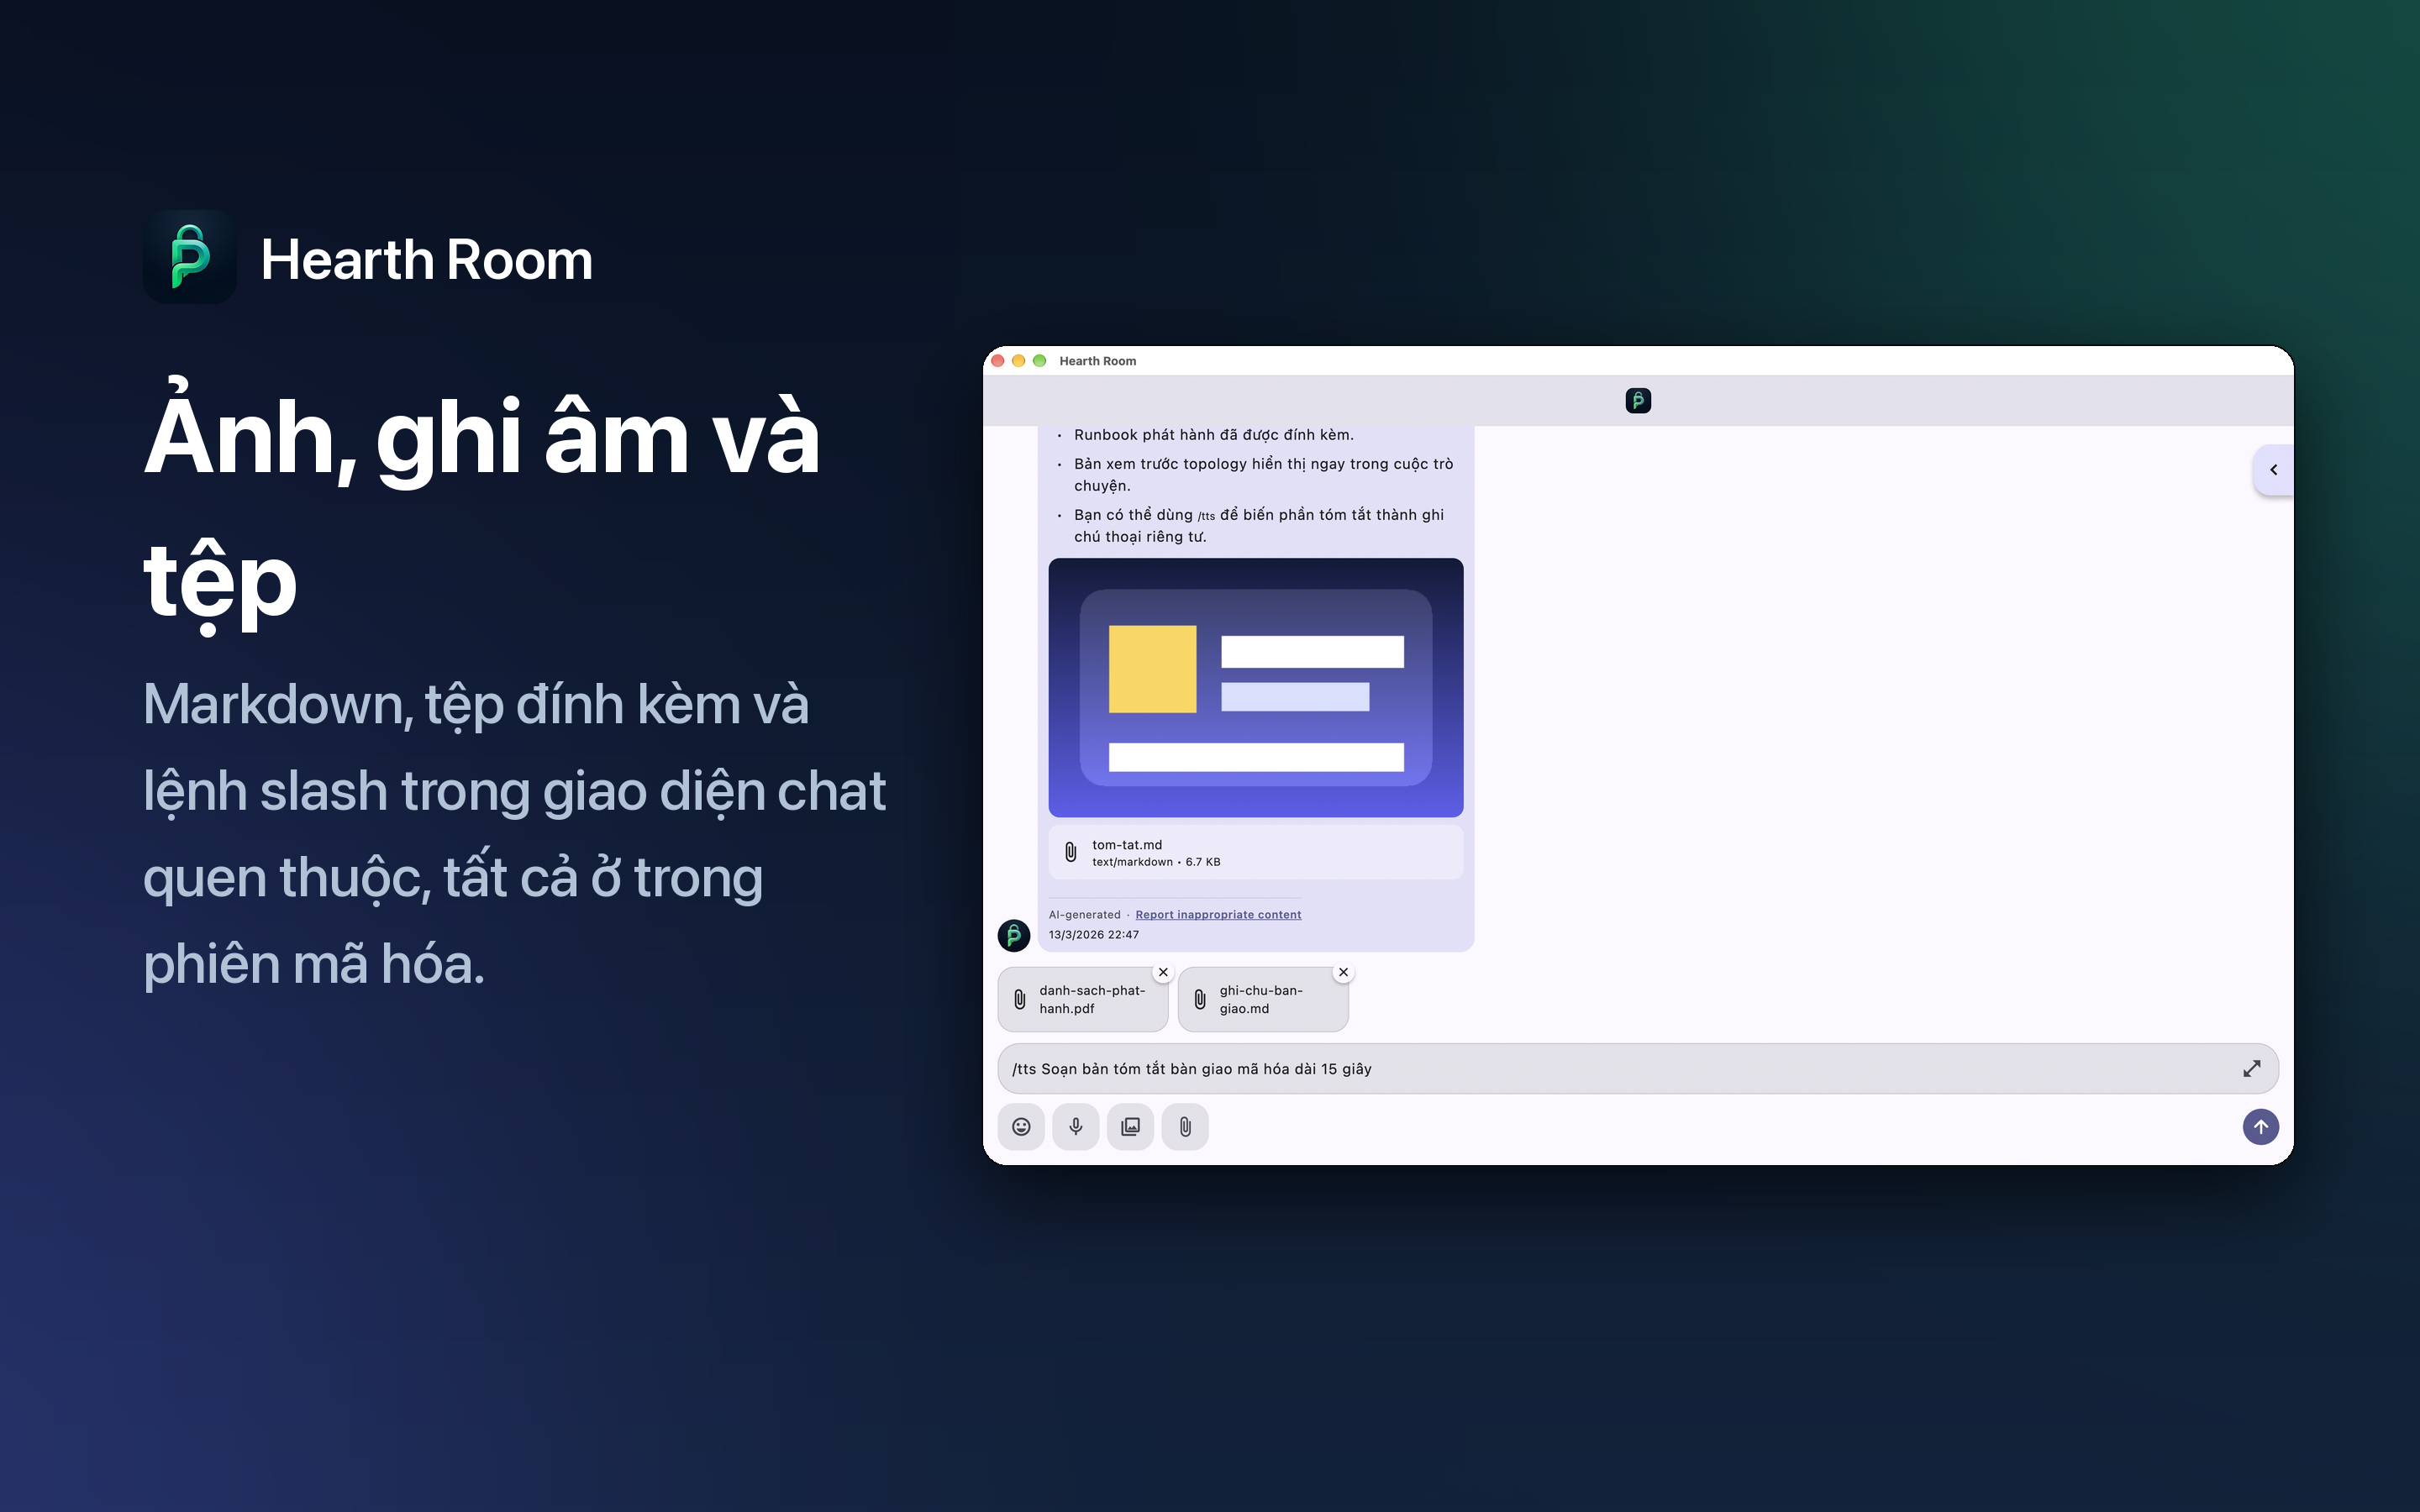 Hearth Room
Ảnh, ghi âm và
tệp
Markdown, tệp đính kèm và
lệnh slash trong giao diện chat
quen thuộc, tất cả ở trong
phiên mã hóa.
Hearth Room
• Runbook phát hành đã được đính kèm.
• Bản xem trước topology hiển thị ngay trong cuộc trò
chuyện.
• Bạn có thể dùng /tts để biến phần tóm tắt thành ghi
chú thoại riêng tư.
tom-tat.md
text/markdown • 6.7 KB
AI-generated · Report inappropriate content
13/3/2026 22:47
danh-sach-phat-
hanh.pdf
ghi-chu-ban-
giao.md
/tts Soạn bản tóm tắt bàn giao mã hóa dài 15 giây